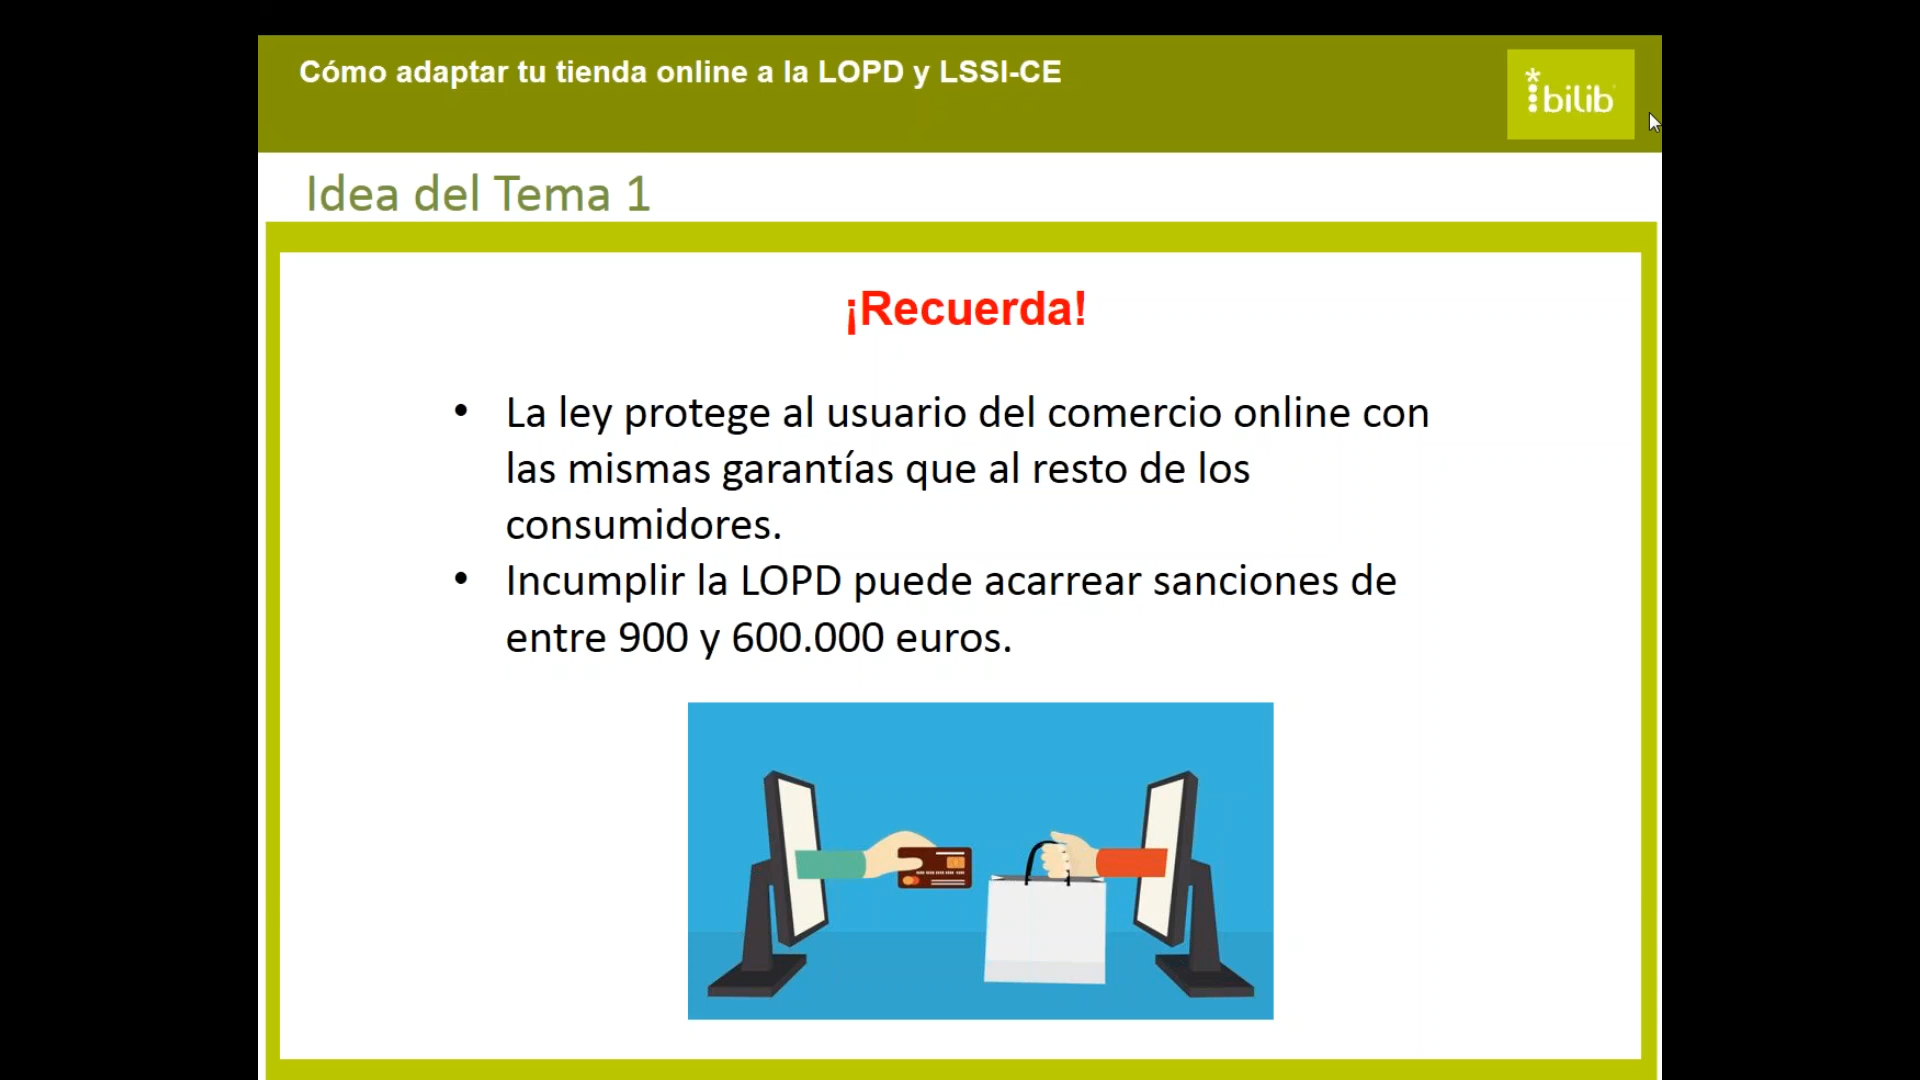 Cómo adaptar tu tienda online a la LOPD y LSSI-CE
bilib
Idea del Tema 1
¡Recuerda!
• La ley protege al usuario del comercio online con
las mismas garantías que al resto de los
consumidores.
• Incumplir la LOPD puede acarrear sanciones de
entre 900 y 600.000 euros.